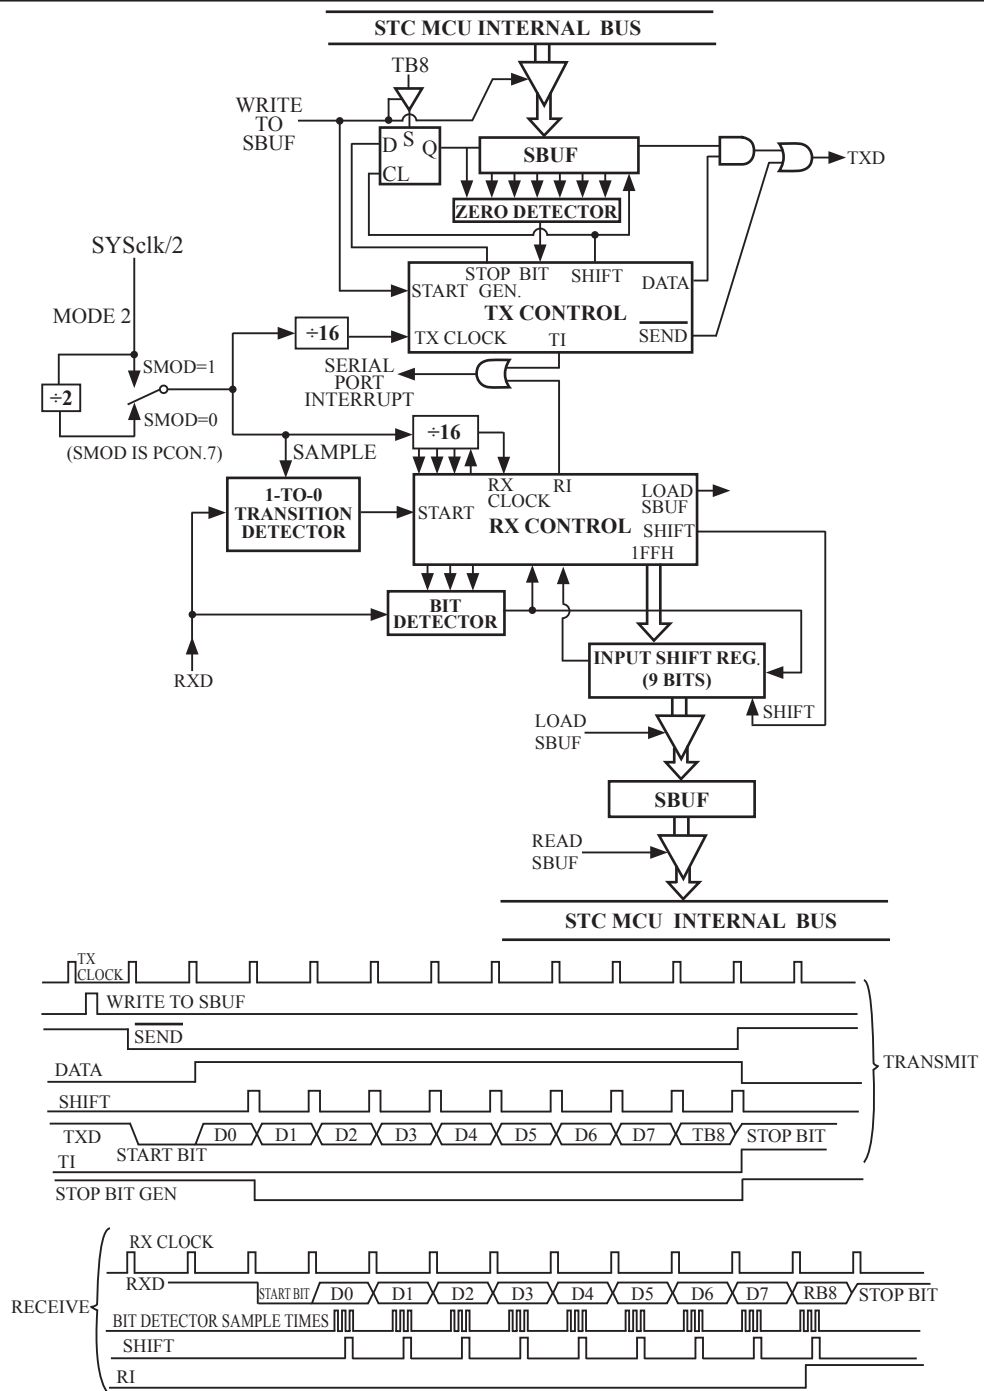 STC MCU INTERNAL BUS
TB8
WRITE
TO
SBUF
D S Q
CL
SBUF
TXD
ZERO DETECTOR
SYSclk/2
STOP BIT SHIFT
START GEN. DATA
TX CONTROL
TX CLOCK TI SEND
MODE 2
÷16
SMOD=1
÷2
SMOD=0
(SMOD IS PCON.7)
SERIAL
PORT
INTERRUPT
÷16
SAMPLE
1-TO-0
TRANSITION
DETECTOR
RX
CLOCK
RI
LOAD
SBUF
START
RX CONTROL
SHIFT
1FFH
BIT
DETECTOR
RXD
INPUT SHIFT REG.
(9 BITS)
SHIFT
LOAD
SBUF
SBUF
READ
SBUF
STC MCU INTERNAL BUS
TX
CLOCK
WRITE TO SBUF
SEND
DATA
TRANSMIT
SHIFT
TXD D0 D1 D2 D3 D4 D5 D6 D7 TB8 STOP BIT
START BIT
TI
STOP BIT GEN
RX CLOCK
RXD START BIT D0 D1 D2 D3 D4 D5 D6 D7 RB8 STOP BIT
RECEIVE
BIT DETECTOR SAMPLE TIMES
SHIFT
RI